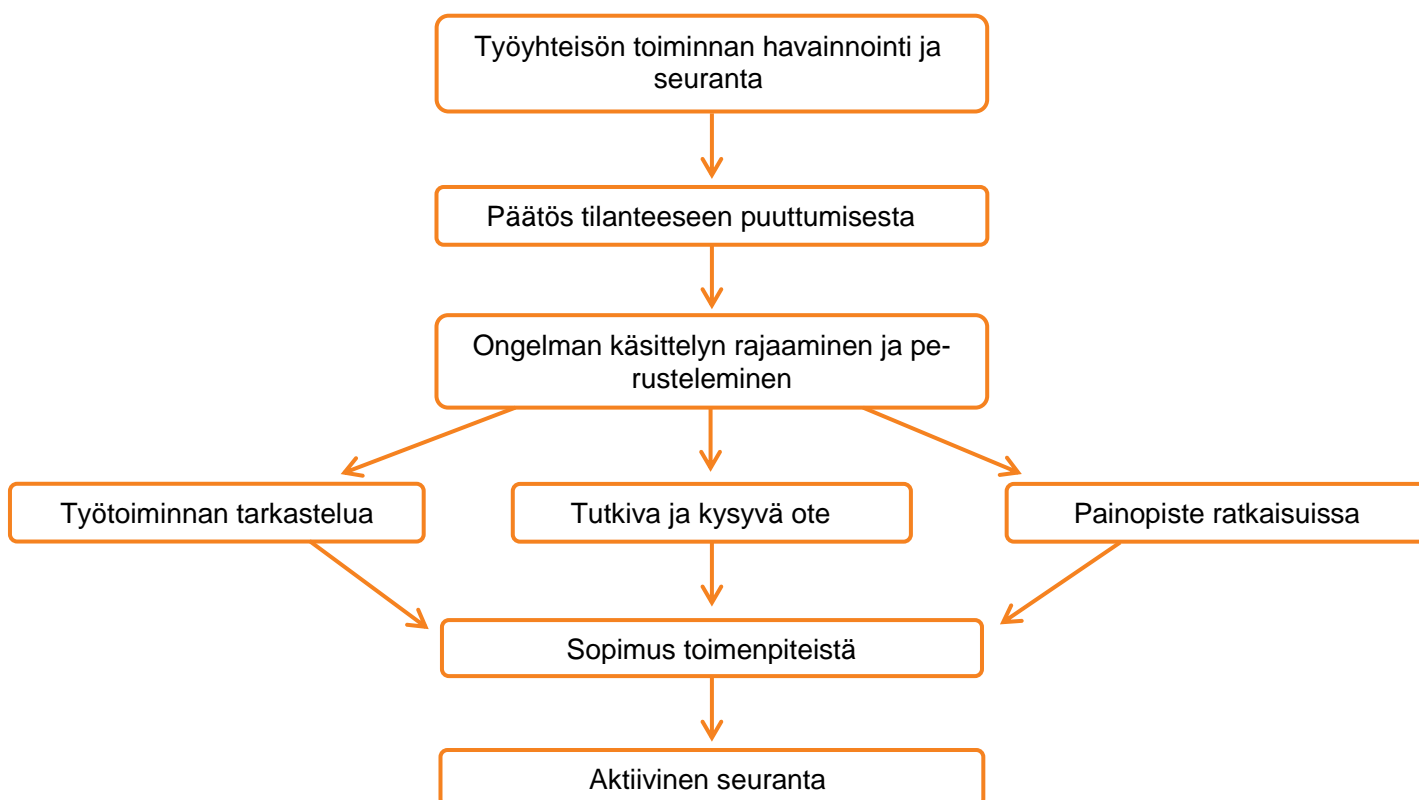 Työyhteisön toiminnan havainnointi ja
seuranta
Päätös tilanteeseen puuttumisesta
Ongelman käsittelyn rajaaminen ja pe-
rusteleminen
Työtoiminnan tarkastelua
Tutkiva ja kysyvä ote
Painopiste ratkaisuissa
Sopimus toimenpiteistä
Aktiivinen seuranta